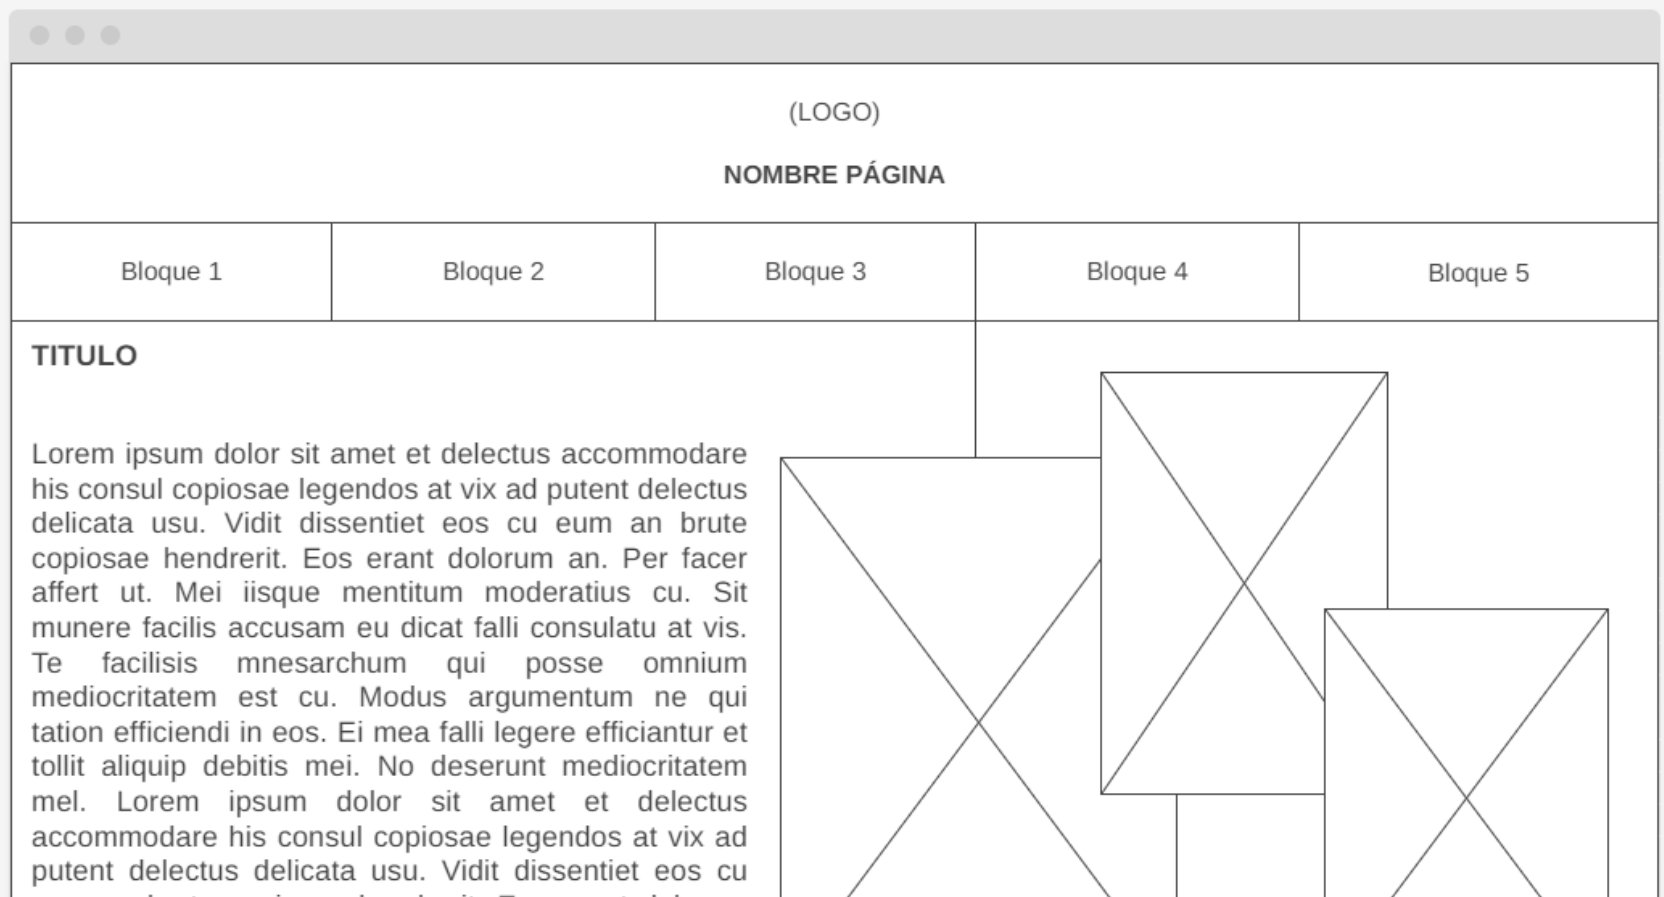 (LOGO)
NOMBRE PÁGINA
Bloque 1
Bloque 2
Bloque 3
Bloque 4
Bloque 5
TITULO
Lorem ipsum dolor sit amet et delectus accommodare
his consul copiosae legendos at vix ad putent delectus
delicata usu. Vidit dissentiet eos cu eum an brute
copiosae hendrerit. Eos erant dolorum an. Per facer
affert ut. Mei iisque mentitum moderatius cu. Sit
munere facilis accusam eu dicat falli consulatu at vis.
Te facilisis mnesarchum qui posse omnium
mediocritatem est cu. Modus argumentum ne qui
tation efficiendi in eos. Ei mea falli legere efficiantur et
tollit aliquip debitis mei. No deserunt mediocritatem
mel. Lorem ipsum dolor sit amet et delectus
accommodare his consul copiosae legendos at vix ad
putent delectus delicata usu. Vidit dissentiet eos cu